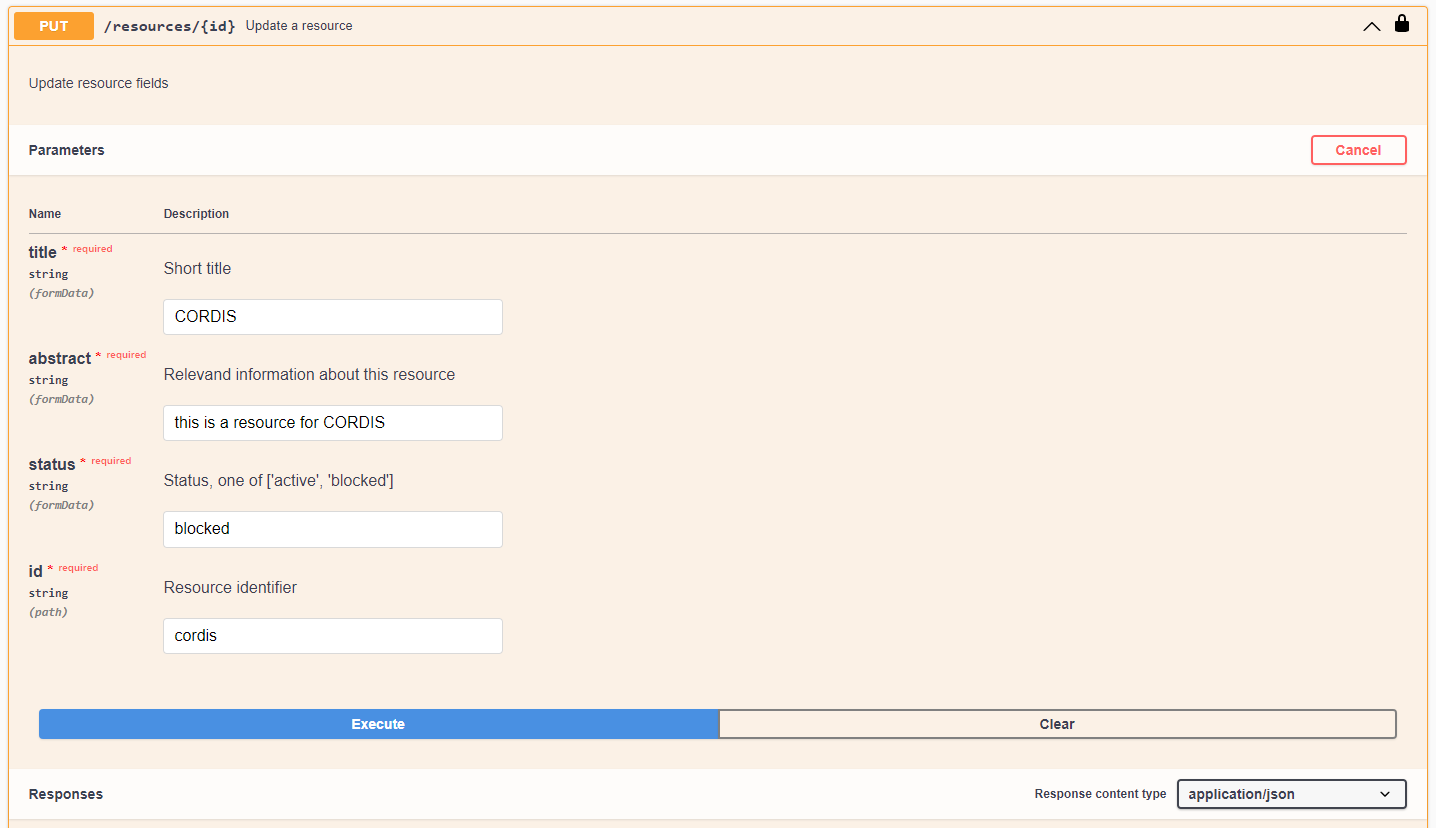 PUT /resources/{id} Update a resource
Update resource fields
Parameters Cancel
Name Description
title * required
string
(formData)
Short title
CORDIS
abstract * required
string
(formData)
Relevand information about this resource
this is a resource for CORDIS
status * required
string
(formData)
Status, one of ['active', 'blocked']
blocked
id * required
string
(path)
Resource identifier
cordis
Execute Clear
Responses Response content type application/json